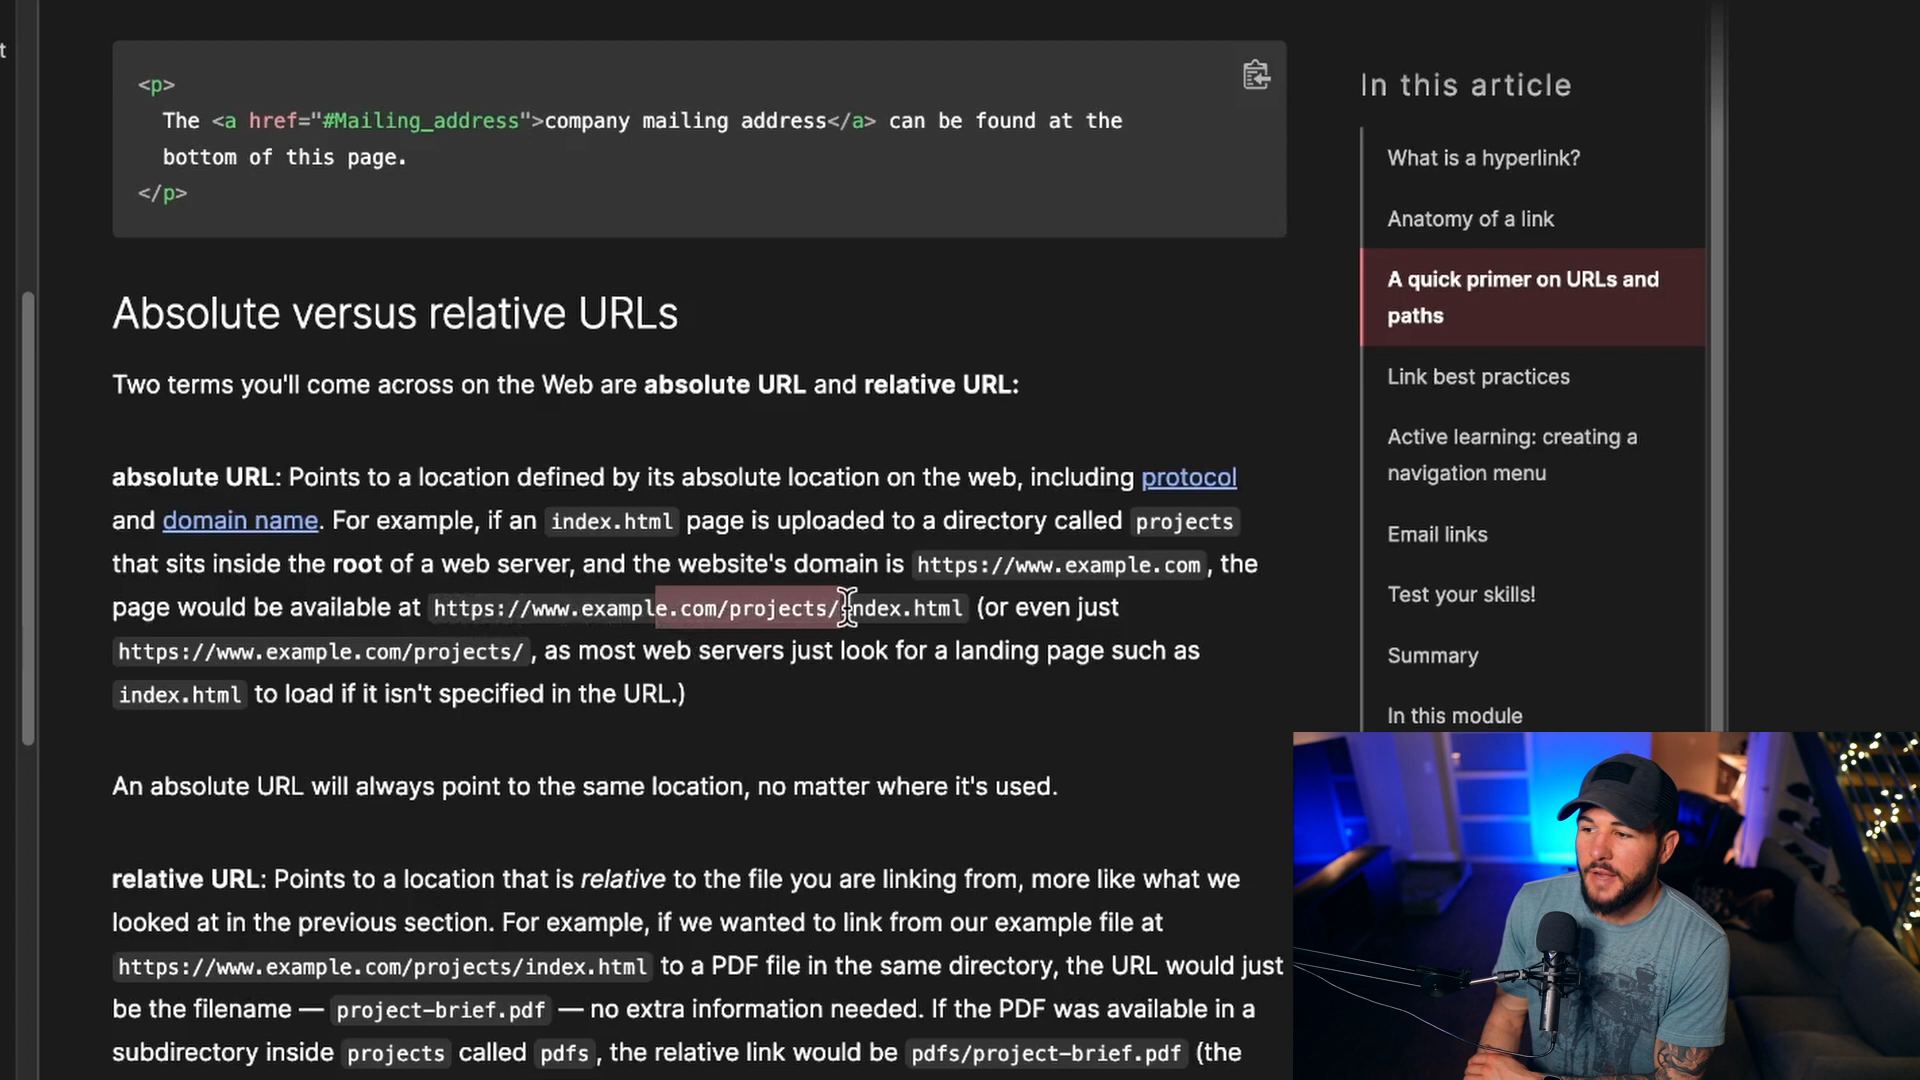 t
<p>
The <a href="#Mailing_address">company mailing address</a> can be found at the
bottom of this page.
</p>
Absolute versus relative URLs
Two terms you'll come across on the Web are absolute URL and relative URL:
absolute URL: Points to a location defined by its absolute location on the web, including protocol
and domain name. For example, if an index.html page is uploaded to a directory called projects
that sits inside the root of a web server, and the website's domain is https://www.example.com, the
page would be available at https://www.example.com/projects/index.html (or even just
https://www.example.com/projects/, as most web servers just look for a landing page such as
index.html to load if it isn't specified in the URL.)
An absolute URL will always point to the same location, no matter where it's used.
relative URL: Points to a location that is relative to the file you are linking from, more like what we
looked at in the previous section. For example, if we wanted to link from our example file at
https://www.example.com/projects/index.html to a PDF file in the same directory, the URL would just
be the filename — project-brief.pdf — no extra information needed. If the PDF was available in a
subdirectory inside projects called pdfs, the relative link would be pdfs/project-brief.pdf (the
In this article
What is a hyperlink?
Anatomy of a link
A quick primer on URLs and
paths
Link best practices
Active learning: creating a
navigation menu
Email links
Test your skills!
Summary
In this module